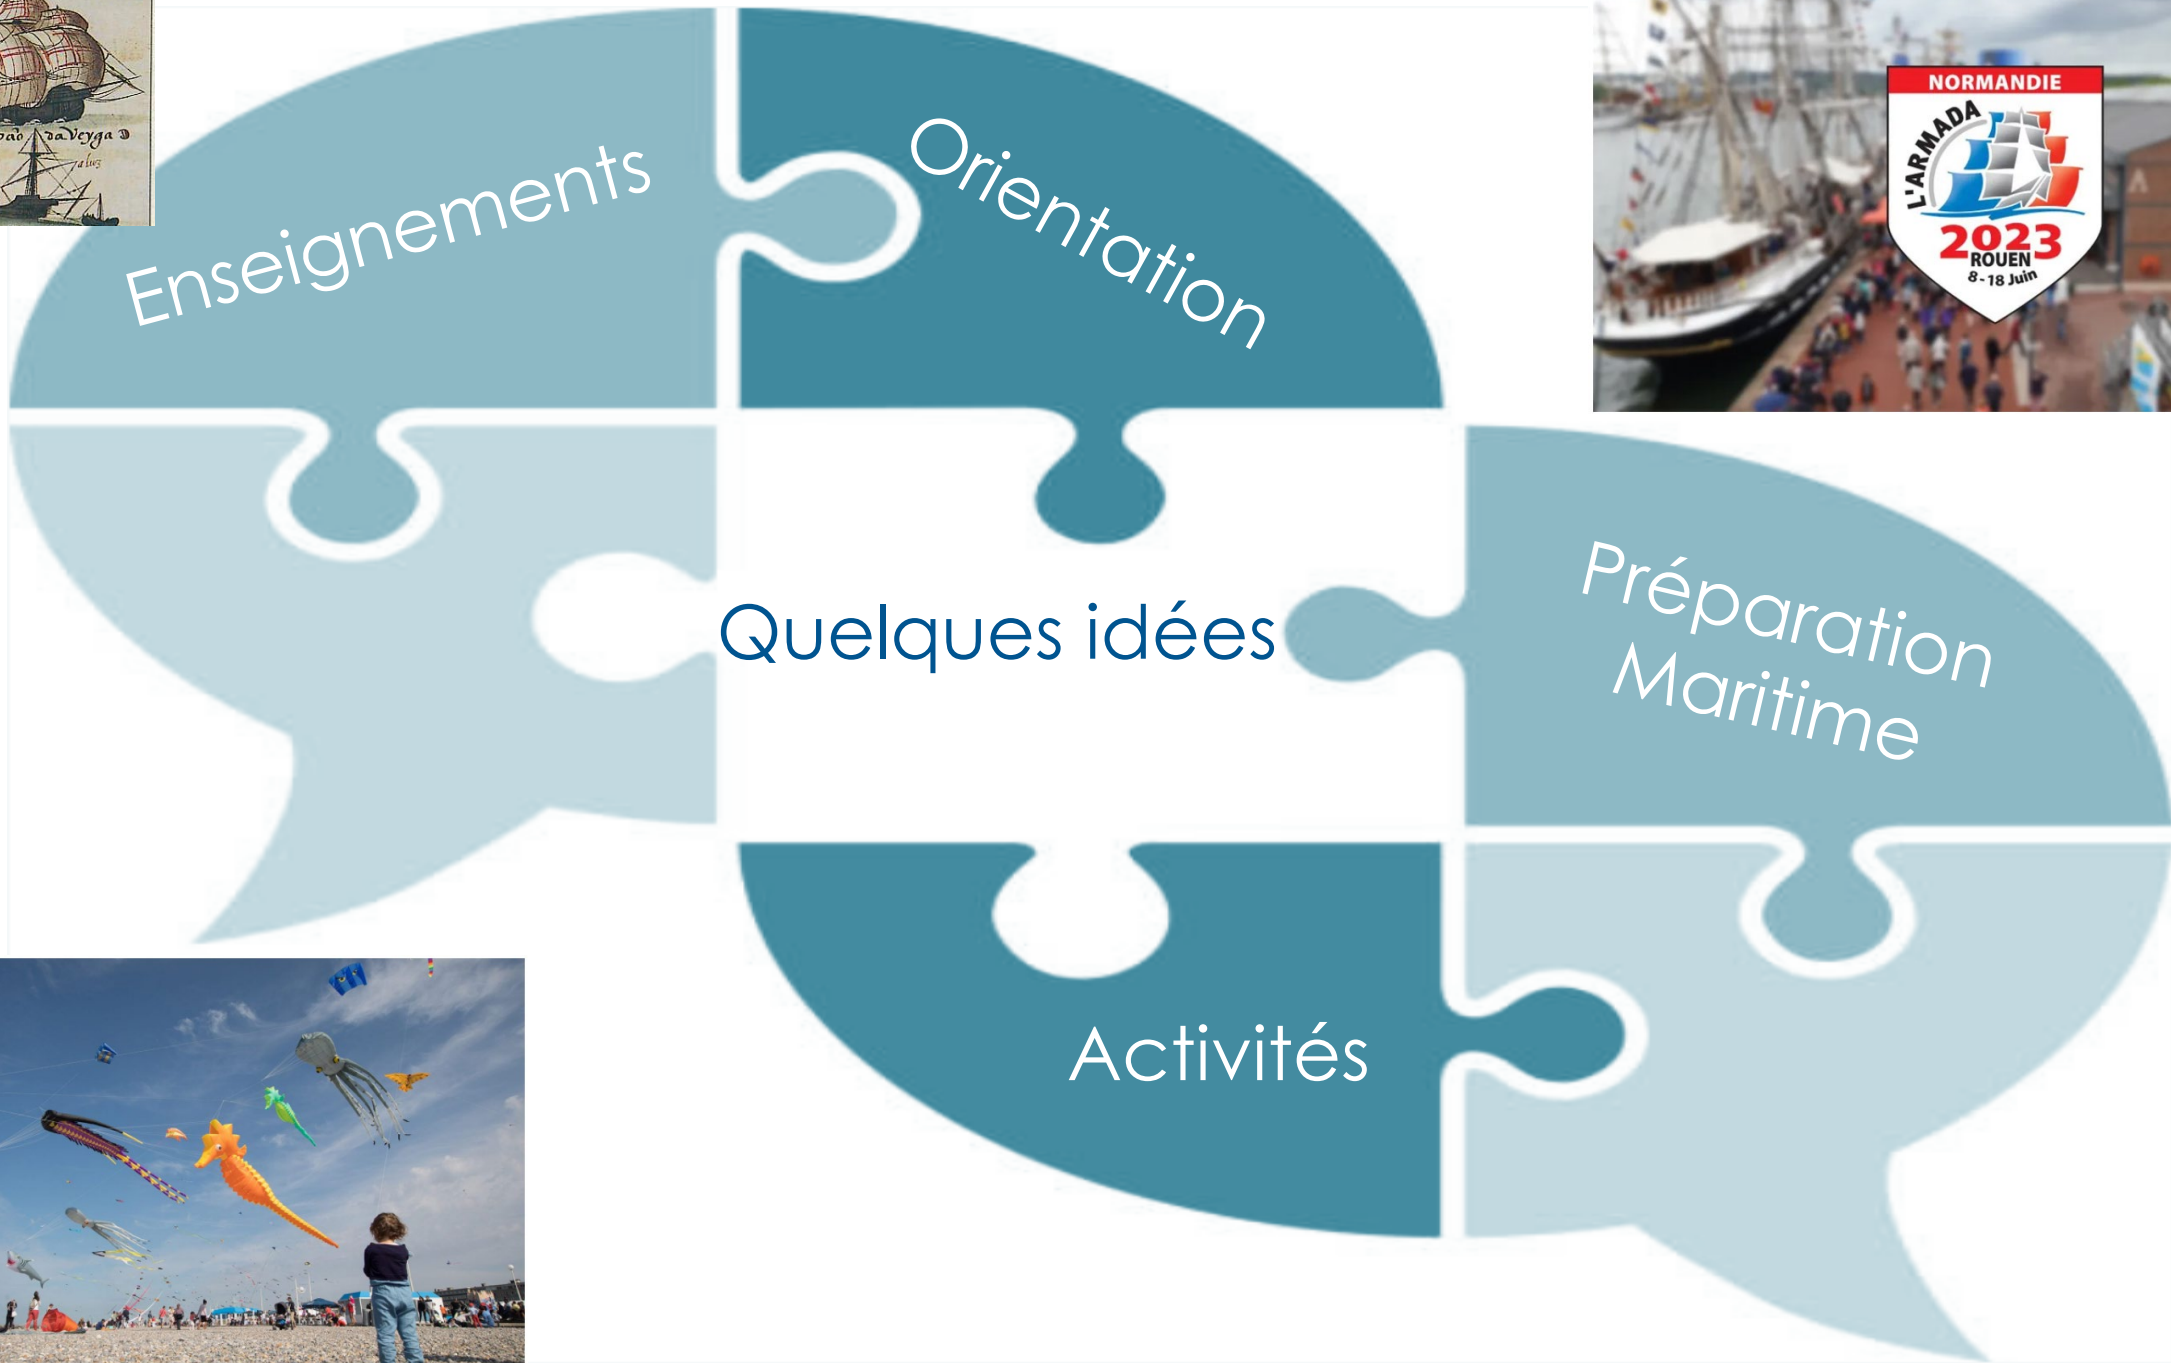 da Veyga
Enseignements
Orientation
NORMANDIE
L'ARMADA
2023
ROUEN
8-18 Juin
Quelques idées
Préparation
Maritime
Activités